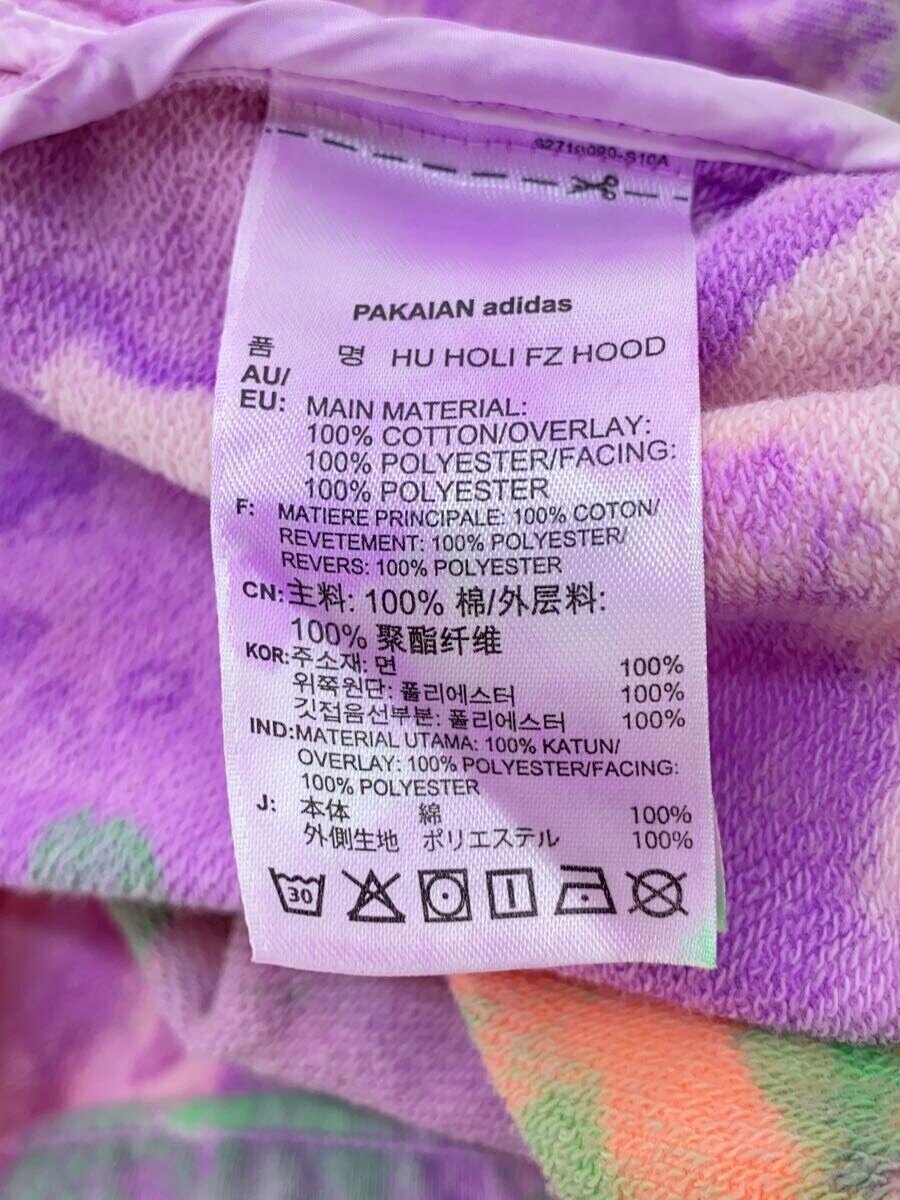 PAKAIAN adidas
품 명 HU HOLI FZ HOOD
AU/
EU: MAIN MATERIAL:
100% COTTON/OVERLAY:
100% POLYESTER/FACING:
100% POLYESTER
F: MATIERE PRINCIPALE: 100% COTON/
REVETEMENT: 100% POLYESTER/
REVERS: 100% POLYESTER
CN: 主料: 100% 棉/外层料:
100% 聚酯纤维
KOR: 주소재: 면 100%
위쪽원단: 폴리에스터 100%
깃접음선부분: 폴리에스터 100%
IND: MATERIAL UTAMA: 100% KATUN/
OVERLAY: 100% POLYESTER/FACING:
100% POLYESTER
J: 本体 綿 100%
外側生地 ポリエステル 100%
30